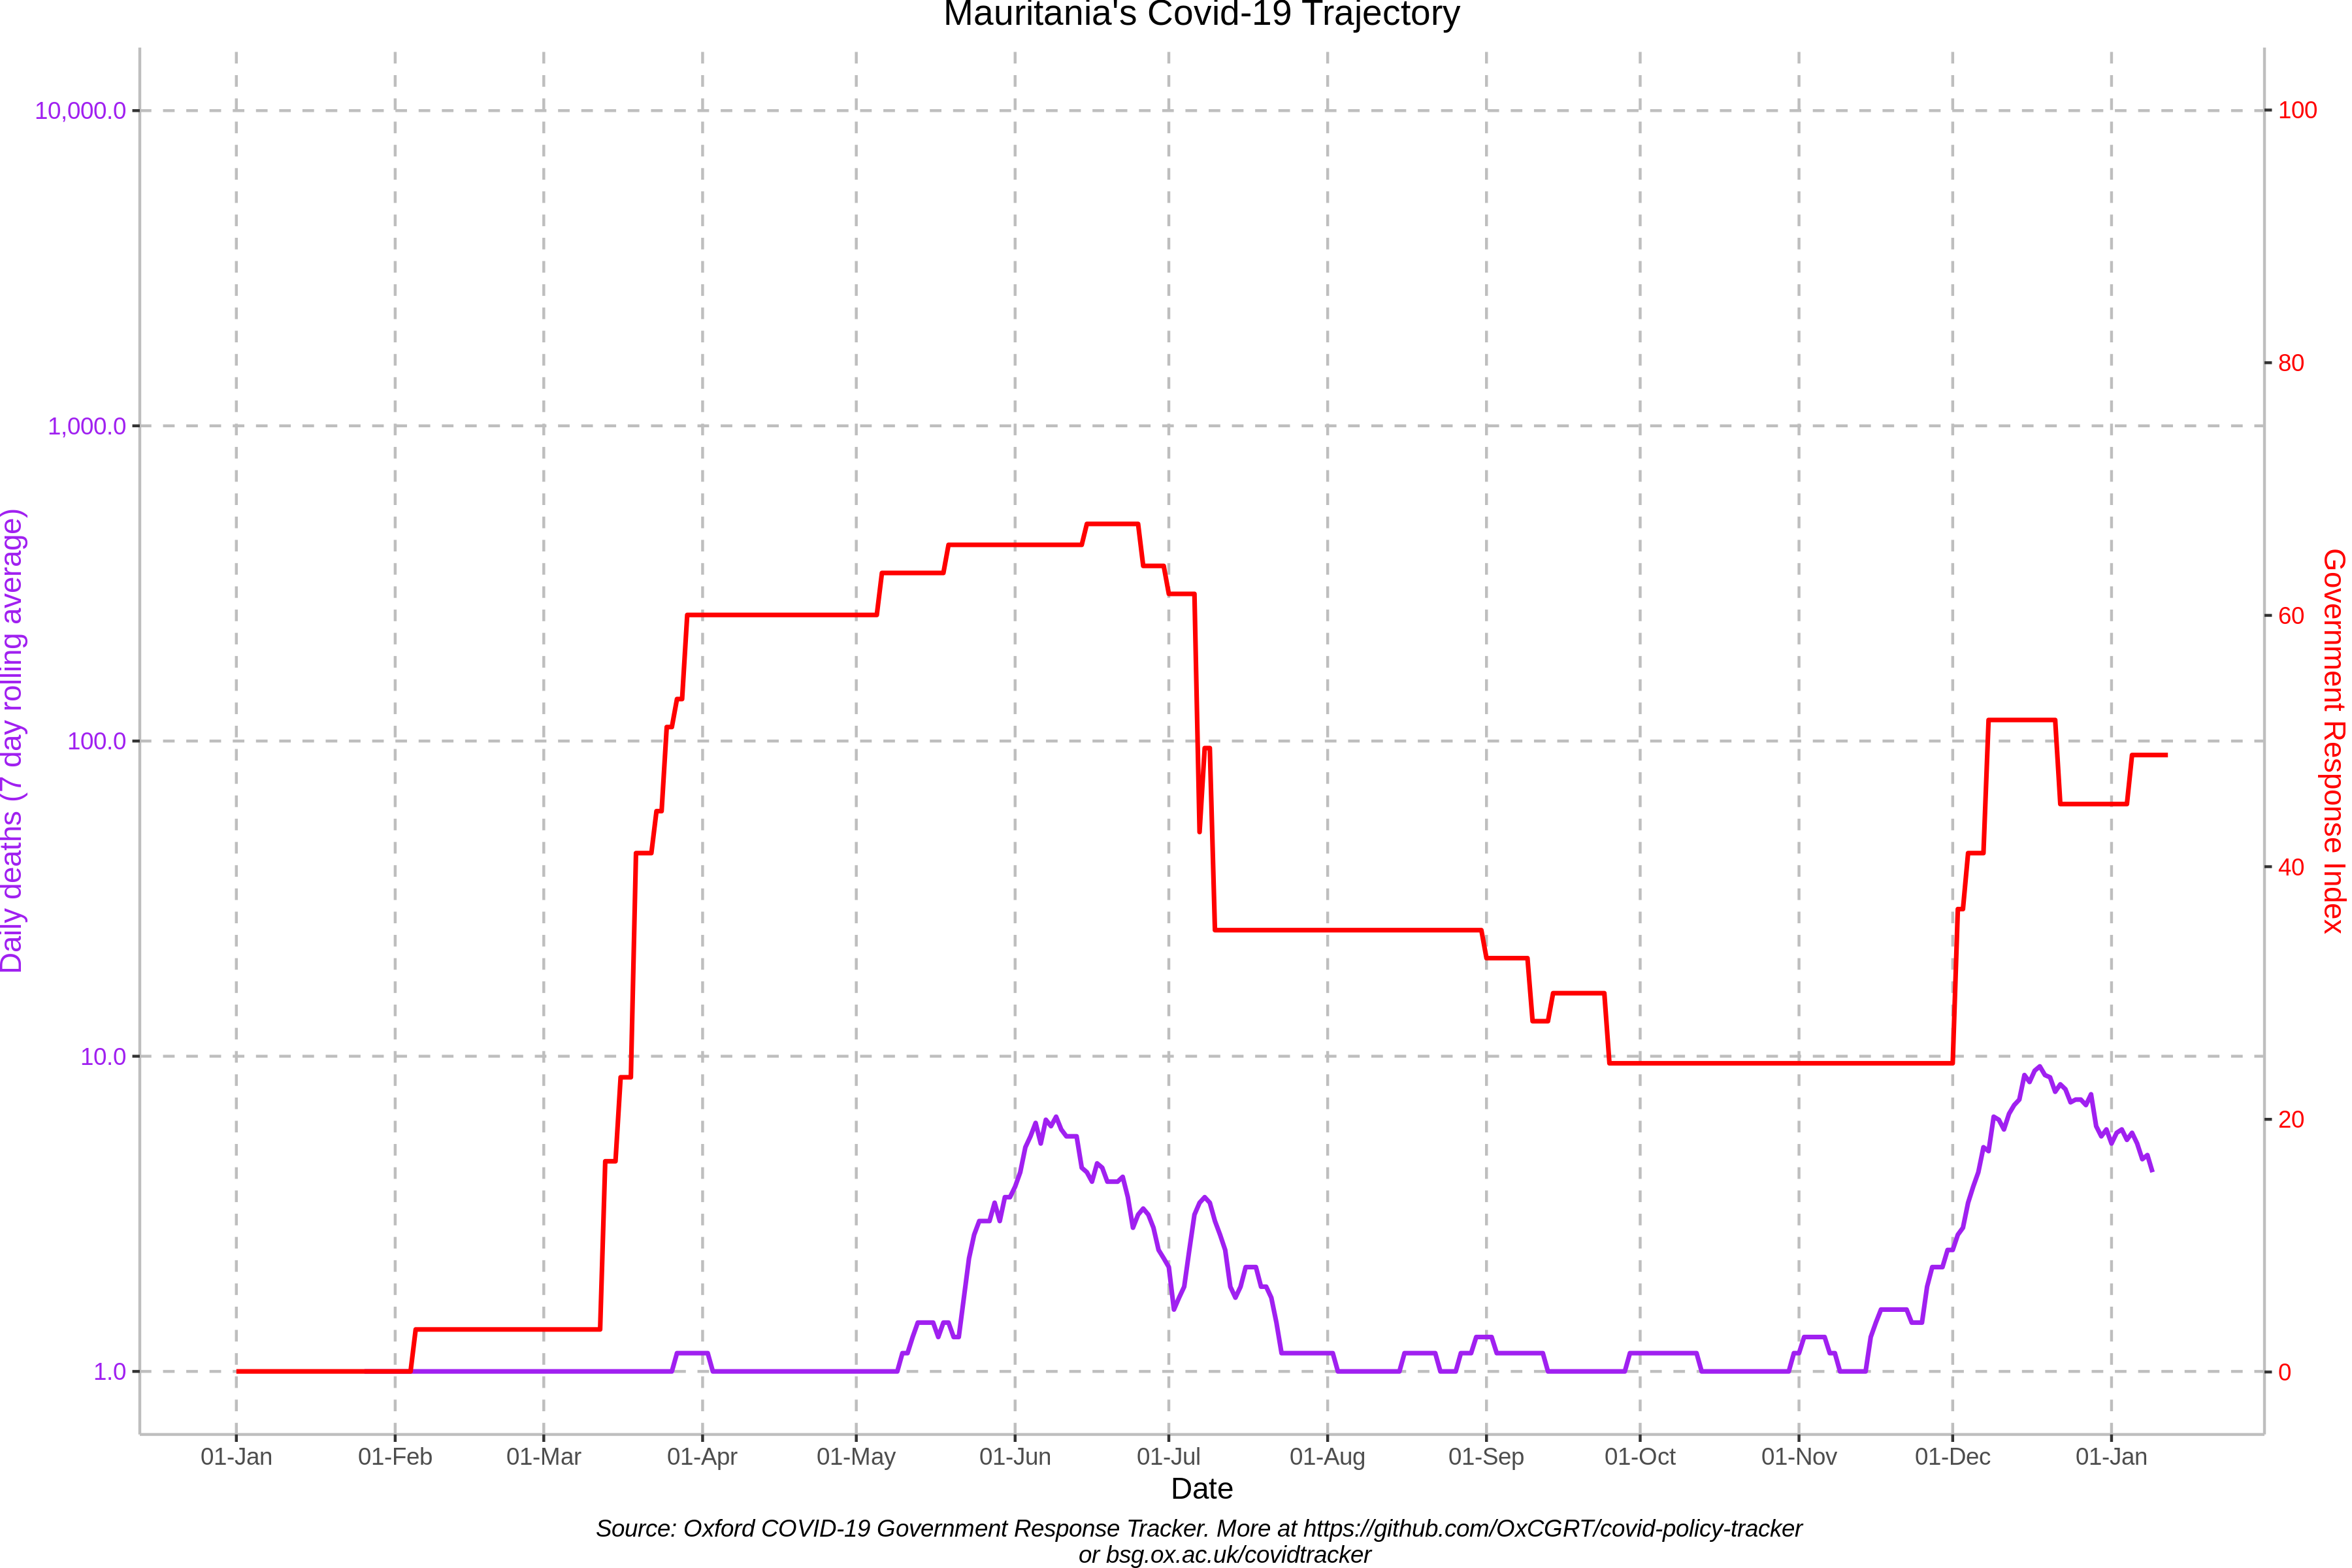 Mauritania's Covid-19 Trajectory
10,000.0
1,000.0
100.0
10.0
1.0
Daily deaths (7 day rolling average)
100
80
60
40
20
0
Government Response Index
01-Jan
01-Feb
01-Mar
01-Apr
01-May
01-Jun
01-Jul
01-Aug
01-Sep
01-Oct
01-Nov
01-Dec
01-Jan
Date
Source: Oxford COVID-19 Government Response Tracker. More at https://github.com/OxCGRT/covid-policy-tracker
or bsg.ox.ac.uk/covidtracker